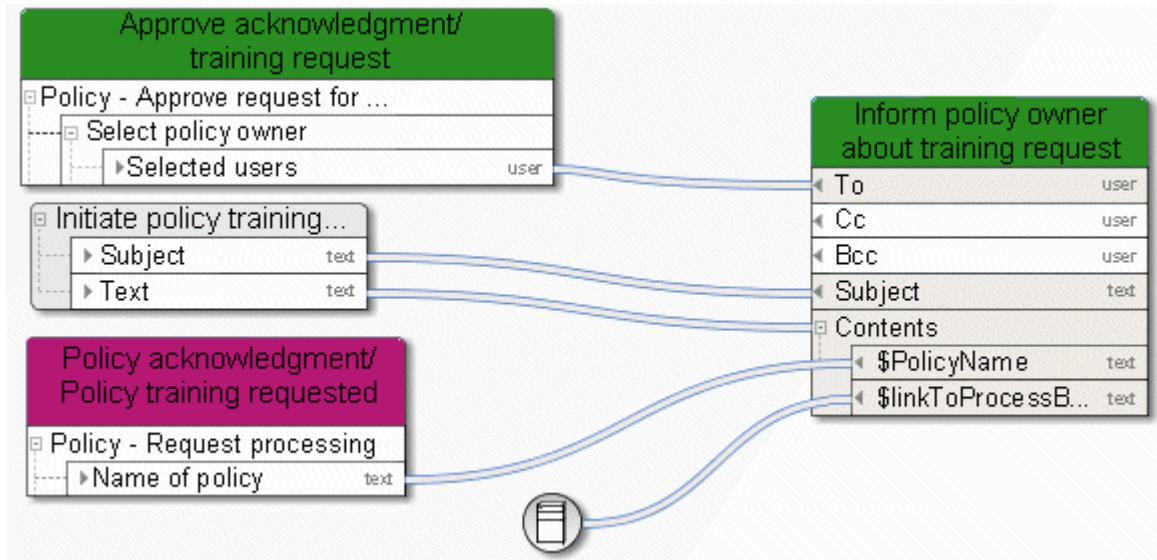 Approve acknowledgment/
training request
Policy - Approve request for ...
Select policy owner
Selected users user
Initiate policy training...
Subject text
Text text
Policy acknowledgment/
Policy training requested
Policy - Request processing
Name of policy text
Inform policy owner
about training request
To user
Cc user
Bcc user
Subject text
Contents
$PolicyName text
$linkToProcessB... text